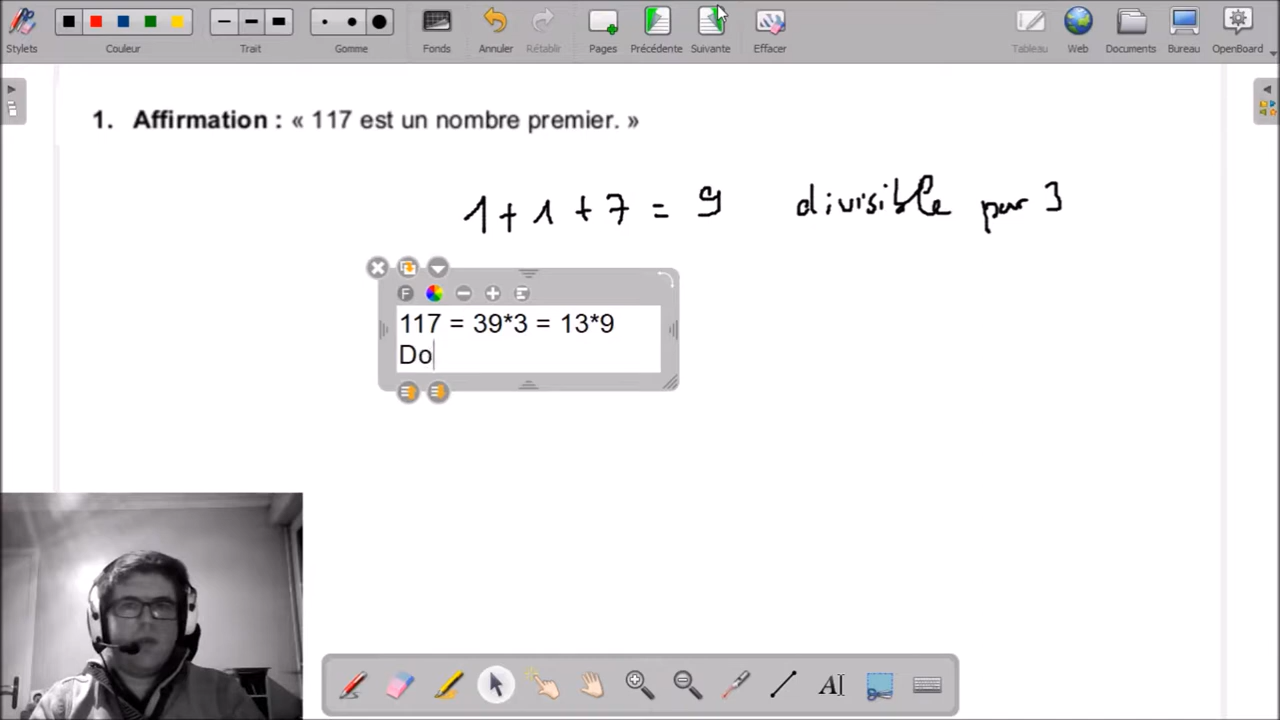 Stylets
Couleur
Trait
Gomme
Fonds
Annuler
Rétablir
Pages
Précédente
Suivante
Effacer
Tableau
Web
Documents
Bureau
OpenBoard
1. Affirmation : « 117 est un nombre premier. »
1 + 1 + 7 = 9 divisible par 3
F
117 = 39*3 = 13*9
Do
AI